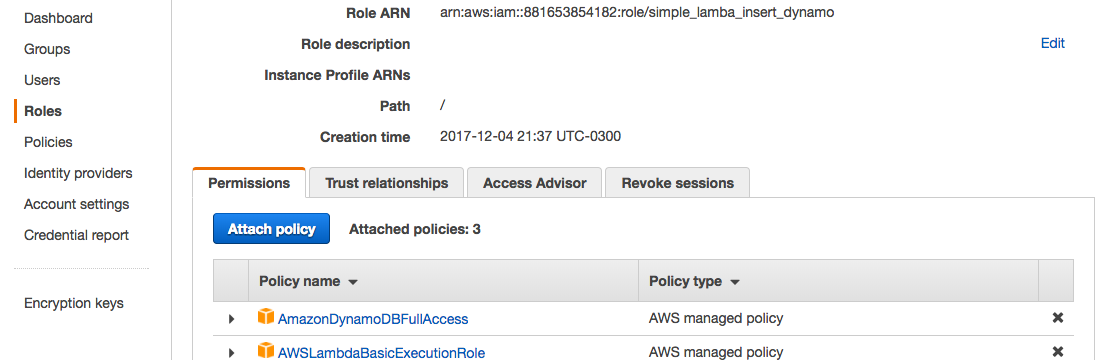 Dashboard
Groups
Users
Roles
Policies
Identity providers
Account settings
Credential report
Encryption keys
Role ARN arn:aws:iam::881653854182:role/simple_lamba_insert_dynamo
Role description Edit
Instance Profile ARNs
Path /
Creation time 2017-12-04 21:37 UTC-0300
Permissions Trust relationships Access Advisor Revoke sessions
Attach policy Attached policies: 3
Policy name Policy type
AmazonDynamoDBFullAccess AWS managed policy
AWSLambdaBasicExecutionRole AWS managed policy